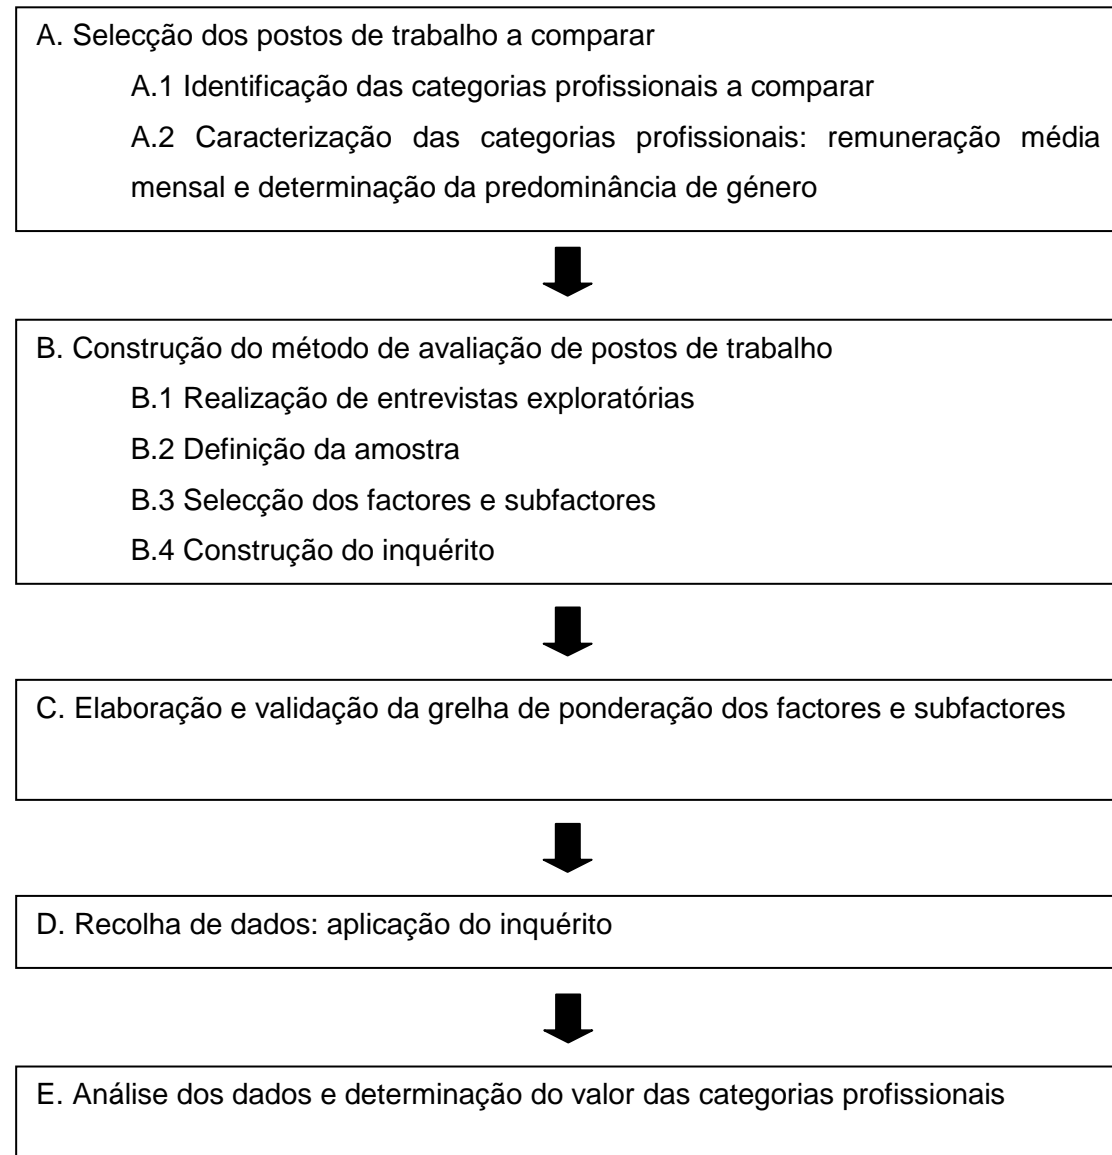 A. Selecção dos postos de trabalho a comparar
A.1 Identificação das categorias profissionais a comparar
A.2 Caracterização das categorias profissionais: remuneração média
mensal e determinação da predominância de género
B. Construção do método de avaliação de postos de trabalho
B.1 Realização de entrevistas exploratórias
B.2 Definição da amostra
B.3 Selecção dos factores e subfactores
B.4 Construção do inquérito
C. Elaboração e validação da grelha de ponderação dos factores e subfactores
D. Recolha de dados: aplicação do inquérito
E. Análise dos dados e determinação do valor das categorias profissionais